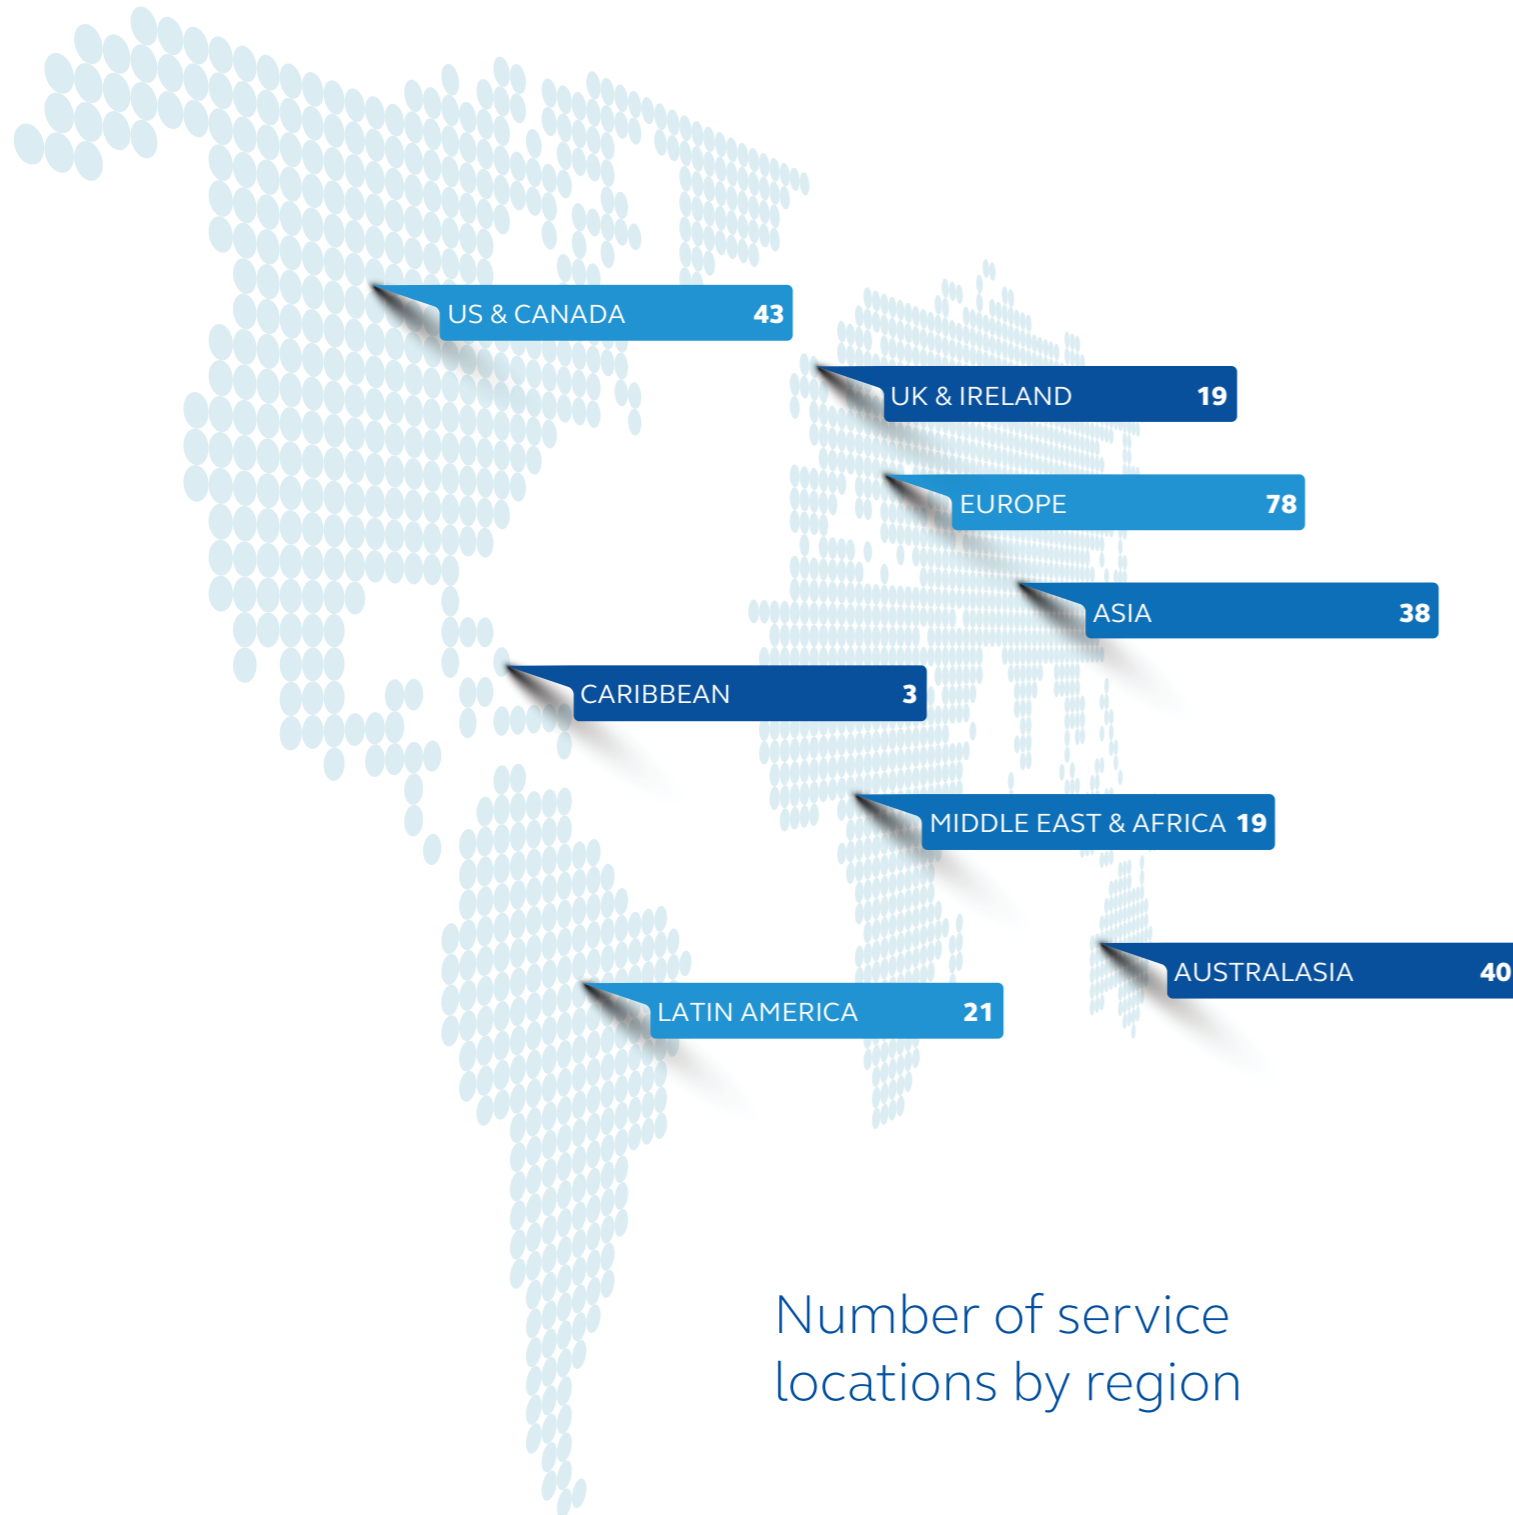 US & CANADA 43
UK & IRELAND 19
EUROPE 78
ASIA 38
CARIBBEAN 3
MIDDLE EAST & AFRICA 19
AUSTRALASIA 40
LATIN AMERICA 21
Number of service
locations by region